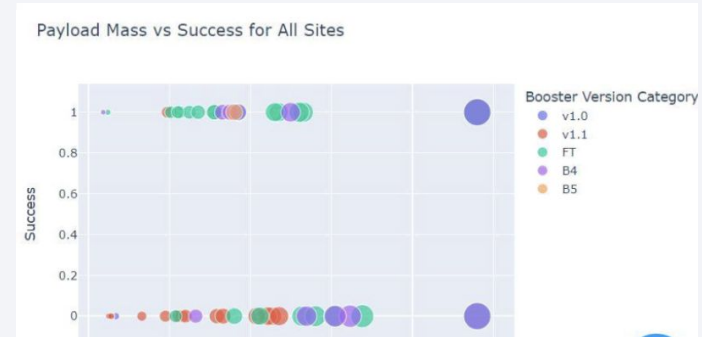 Payload Mass vs Success for All Sites
Booster Version Category
v1.0
v1.1
FT
B4
B5
1
0.8
0.6
0.4
0.2
0
Success